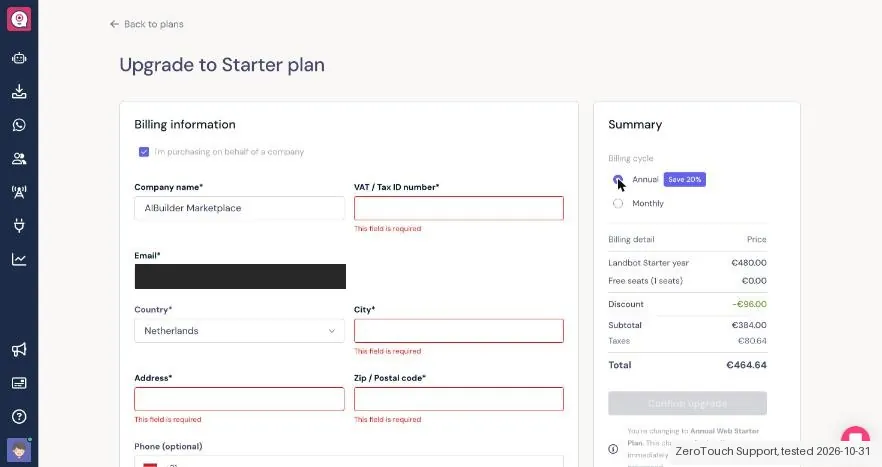 Back to plans
Upgrade to Starter plan
Billing information
I'm purchasing on behalf of a company
Company name*
VAT / Tax ID number*
AIBuilder Marketplace
This field is required
Email*
Country*
City*
Netherlands
This field is required
Address*
Zip / Postal code*
This field is required
This field is required
Phone (optional)
Summary
Billing cycle
Annual
Save 20%
Monthly
Billing detail Price
Landbot Starter year €480.00
Free seats (1 seats) €0.00
Discount -€96.00
Subtotal €384.00
Taxes €80.64
Total €464.64
Confirm upgrade
You're changing to Annual Web Starter
Plan. This
immediately
ZeroTouch Support, tested 2026-10-31